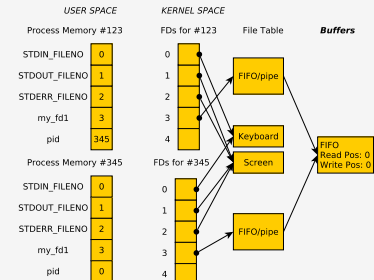 USER SPACE
KERNEL SPACE
Process Memory #123
FDs for #123
File Table
Buffers
STDIN_FILENO 0
STDOUT_FILENO 1
STDERR_FILENO 2
my_fd1 3
pid 345
0
1
2
3
4
FIFO/pipe
Keyboard
Screen
FIFO
Read Pos: 0
Write Pos: 0
Process Memory #345
FDs for #345
STDIN_FILENO 0
STDOUT_FILENO 1
STDERR_FILENO 2
my_fd1 3
pid 0
0
1
2
3
4
FIFO/pipe